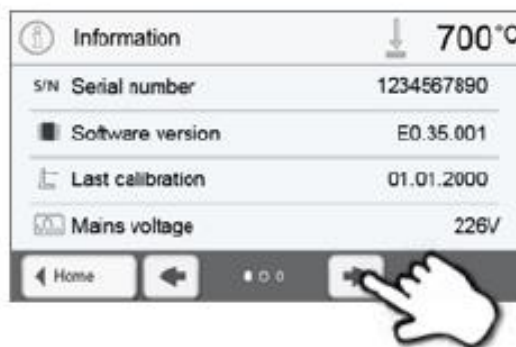 Information 700°C
S/N Serial number 1234567890
Software version E0.35.001
Last calibration 01.01.2000
Mains voltage 226V
Home